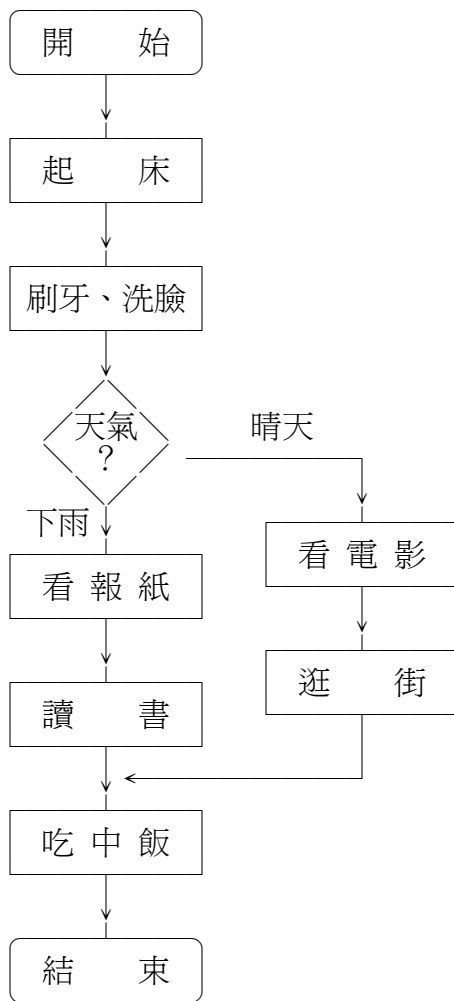 開始
起床
刷牙、洗臉
天氣
?
晴天
下雨
看電影
看報紙
逛街
讀書
吃中飯
結束